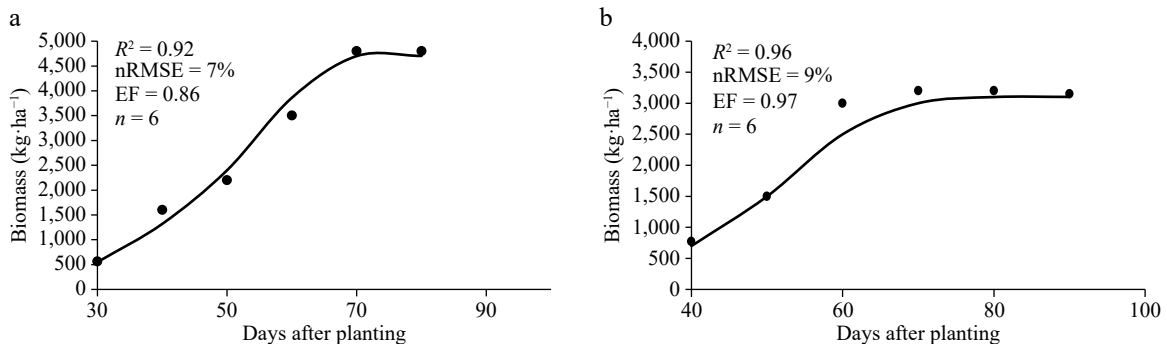 a
5,000
4,500
4,000
3,500
3,000
2,500
2,000
1,500
1,000
500
0
Biomass (kg·ha⁻¹)
R² = 0.92
nRMSE = 7%
EF = 0.86
n = 6
30 50 70 90
Days after planting
b
4,000
3,500
3,000
2,500
2,000
1,500
1,000
500
0
Biomass (kg·ha⁻¹)
R² = 0.96
nRMSE = 9%
EF = 0.97
n = 6
40 60 80 100
Days after planting